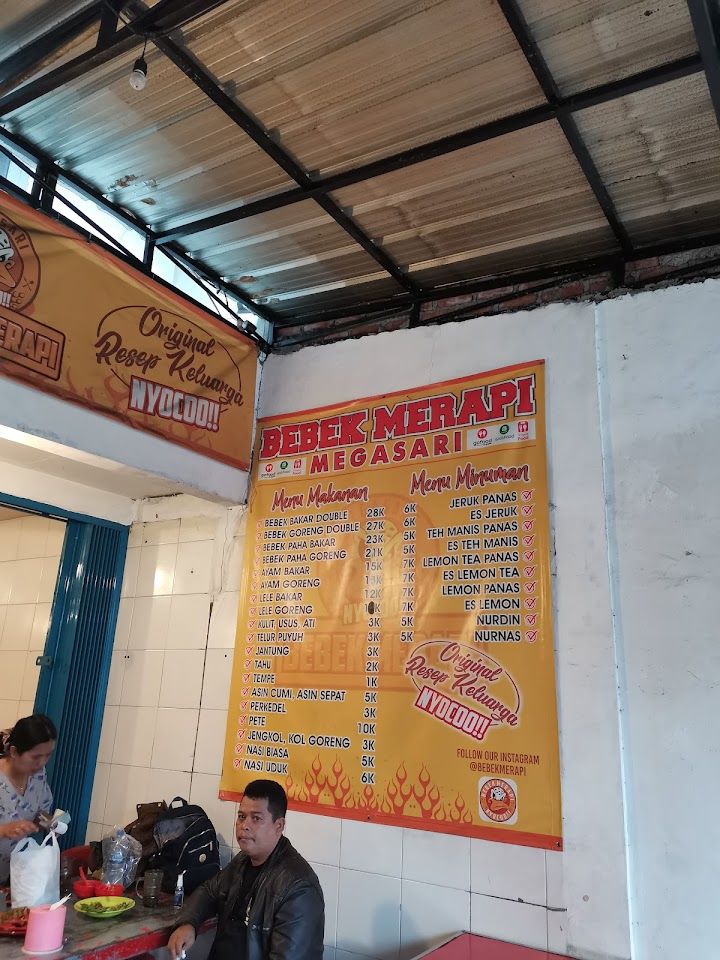 MERAPI
Original
Resep Keluarga
NYOCOO!!
BEBEK MERAPI
MEGASARI
gofood
GrabFood
Menu Makanan
BEBEK BAKAR DOUBLE 28K
BEBEK GORENG DOUBLE 27K
BEBEK PAHA BAKAR 23K
BEBEK PAHA GORENG 21K
AYAM BAKAR 15K
AYAM GORENG
LELE BAKAR 12K
LELE GORENG
KULIT, USUS, ATI 3K
TELUR PUYUH 3K
JANTUNG 3K
TAHU 2K
TEMPE 1K
ASIN CUMI, ASIN SEPAT 5K
PERKEDEL 3K
PETE 10K
JENGKOL, KOL GORENG 3K
NASI BIASA 5K
NASI UDUK 6K
Menu Minuman
6K JERUK PANAS
6K ES JERUK
5K TEH MANIS PANAS
5K ES TEH MANIS
7K LEMON TEA PANAS
7K ES LEMON TEA
7K LEMON PANAS
7K ES LEMON
5K NURDIN
5K NURNAS
Original
Resep Keluarga
NYOCOO!!
FOLLOW OUR INSTAGRAM
@BEBEKMERAPI